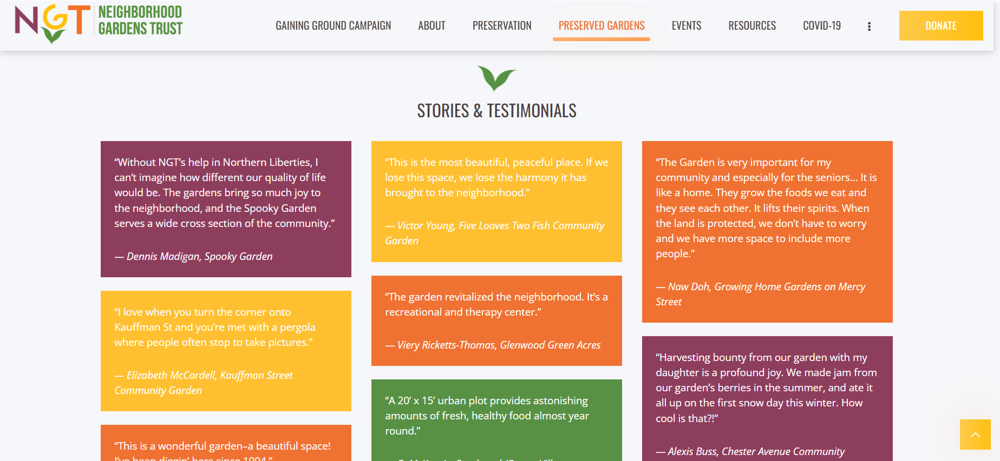 NGT NEIGHBORHOOD
GARDENS TRUST
GAINING GROUND CAMPAIGN ABOUT PRESERVATION PRESERVED GARDENS EVENTS RESOURCES COVID-19 DONATE
STORIES & TESTIMONIALS
“Without NGT’s help in Northern Liberties, I
can’t imagine how different our quality of life
would be. The gardens bring so much joy to
the neighborhood, and the Spooky Garden
serves a wide cross section of the community.”
— Dennis Madigan, Spooky Garden
“I love when you turn the corner onto
Kauffman St and you’re met with a pergola
where people often stop to take pictures.”
— Elizabeth McCardell, Kauffman Street
Community Garden
“This is a wonderful garden–a beautiful space!
I’ve been diggin’ here since 1994.”
“This is the most beautiful, peaceful place. If we
lose this space, we lose the harmony it has
brought to the neighborhood.”
— Victor Young, Five Loaves Two Fish Community
Garden
“The garden revitalized the neighborhood. It’s a
recreational and therapy center.”
— Viery Ricketts-Thomas, Glenwood Green Acres
“A 20’ x 15’ urban plot provides astonishing
amounts of fresh, healthy food almost year
round.”
“The Garden is very important for my
community and especially for the seniors… It is
like a home. They grow the foods we eat and
they see each other. It lifts their spirits. When
the land is protected, we don’t have to worry
and we have more space to include more
people.”
— Naw Doh, Growing Home Gardens on Mercy
Street
“Harvesting bounty from our garden with my
daughter is a profound joy. We made jam from
our garden’s berries in the summer, and ate it
all up on the first snow day this winter. How
cool is that?!”
— Alexis Buss, Chester Avenue Community